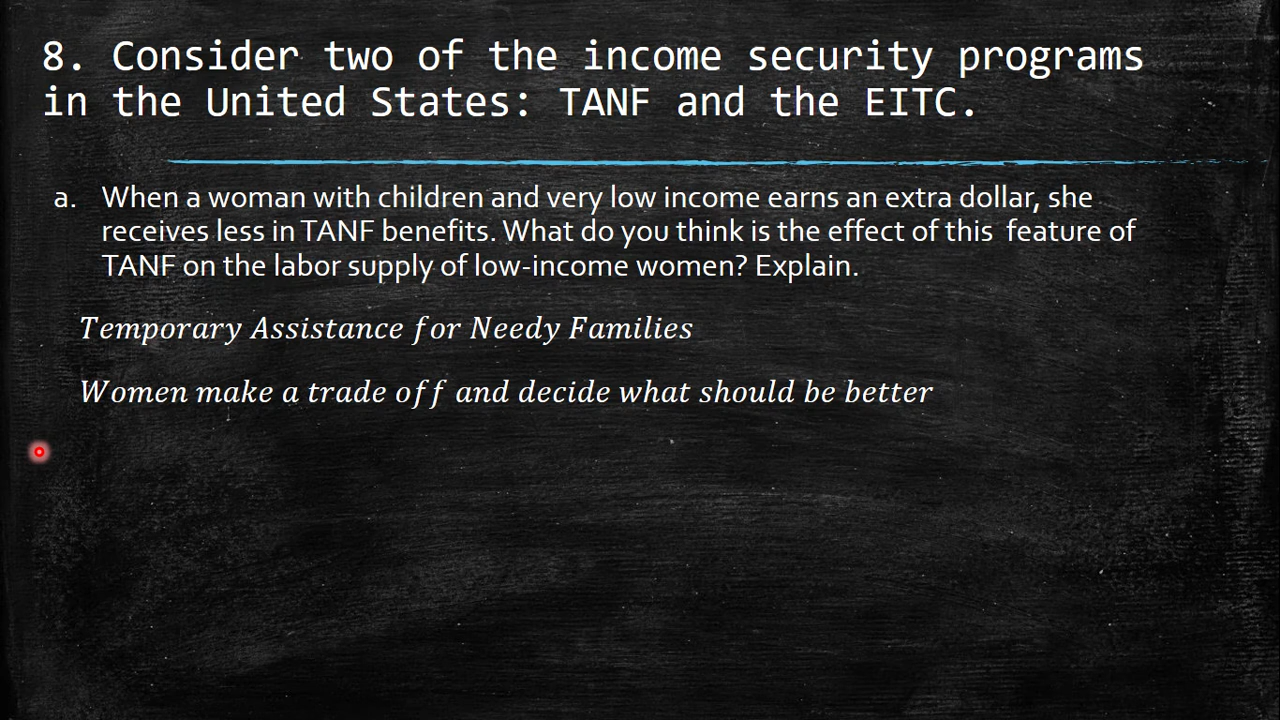 8. Consider two of the income security programs
in the United States: TANF and the EITC.
a. When a woman with children and very low income earns an extra dollar, she
receives less in TANF benefits. What do you think is the effect of this feature of
TANF on the labor supply of low-income women? Explain.
Temporary Assistance for Needy Families
Women make a trade off and decide what should be better